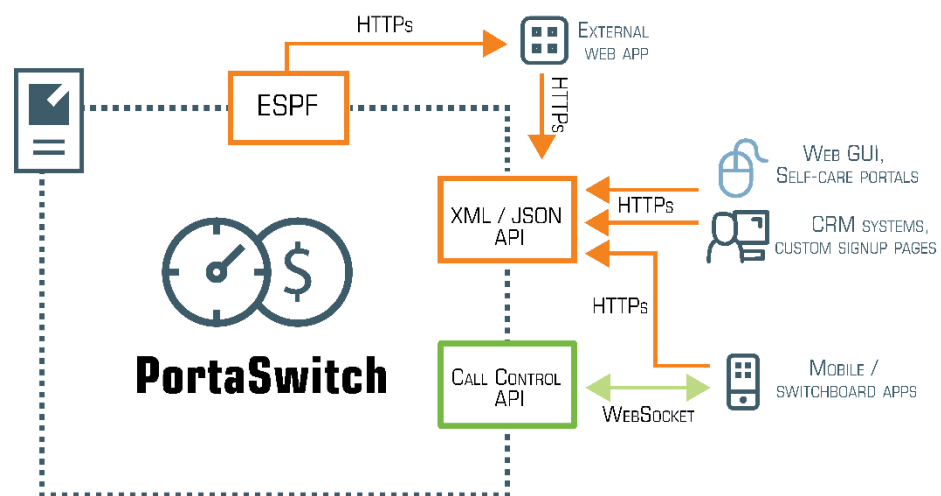 HTTPs
External
web app
ESPF
HTTPs
Web GUI,
Self-care portals
XML / JSON
API
HTTPs
CRM systems,
custom signup pages
$
HTTPs
PortaSwitch
Call Control
API
Mobile /
switchboard apps
WebSocket